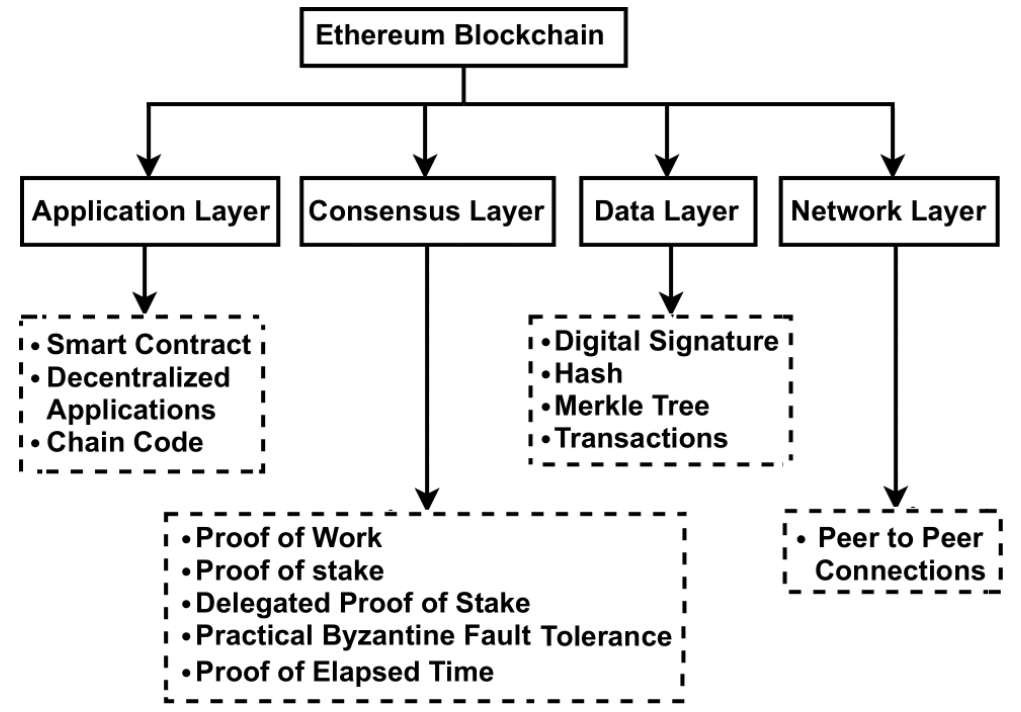 Ethereum Blockchain
Application Layer
Consensus Layer
Data Layer
Network Layer
• Smart Contract
• Decentralized
Applications
• Chain Code
• Digital Signature
• Hash
• Merkle Tree
• Transactions
• Proof of Work
• Proof of stake
• Delegated Proof of Stake
• Practical Byzantine Fault Tolerance
• Proof of Elapsed Time
• Peer to Peer
Connections